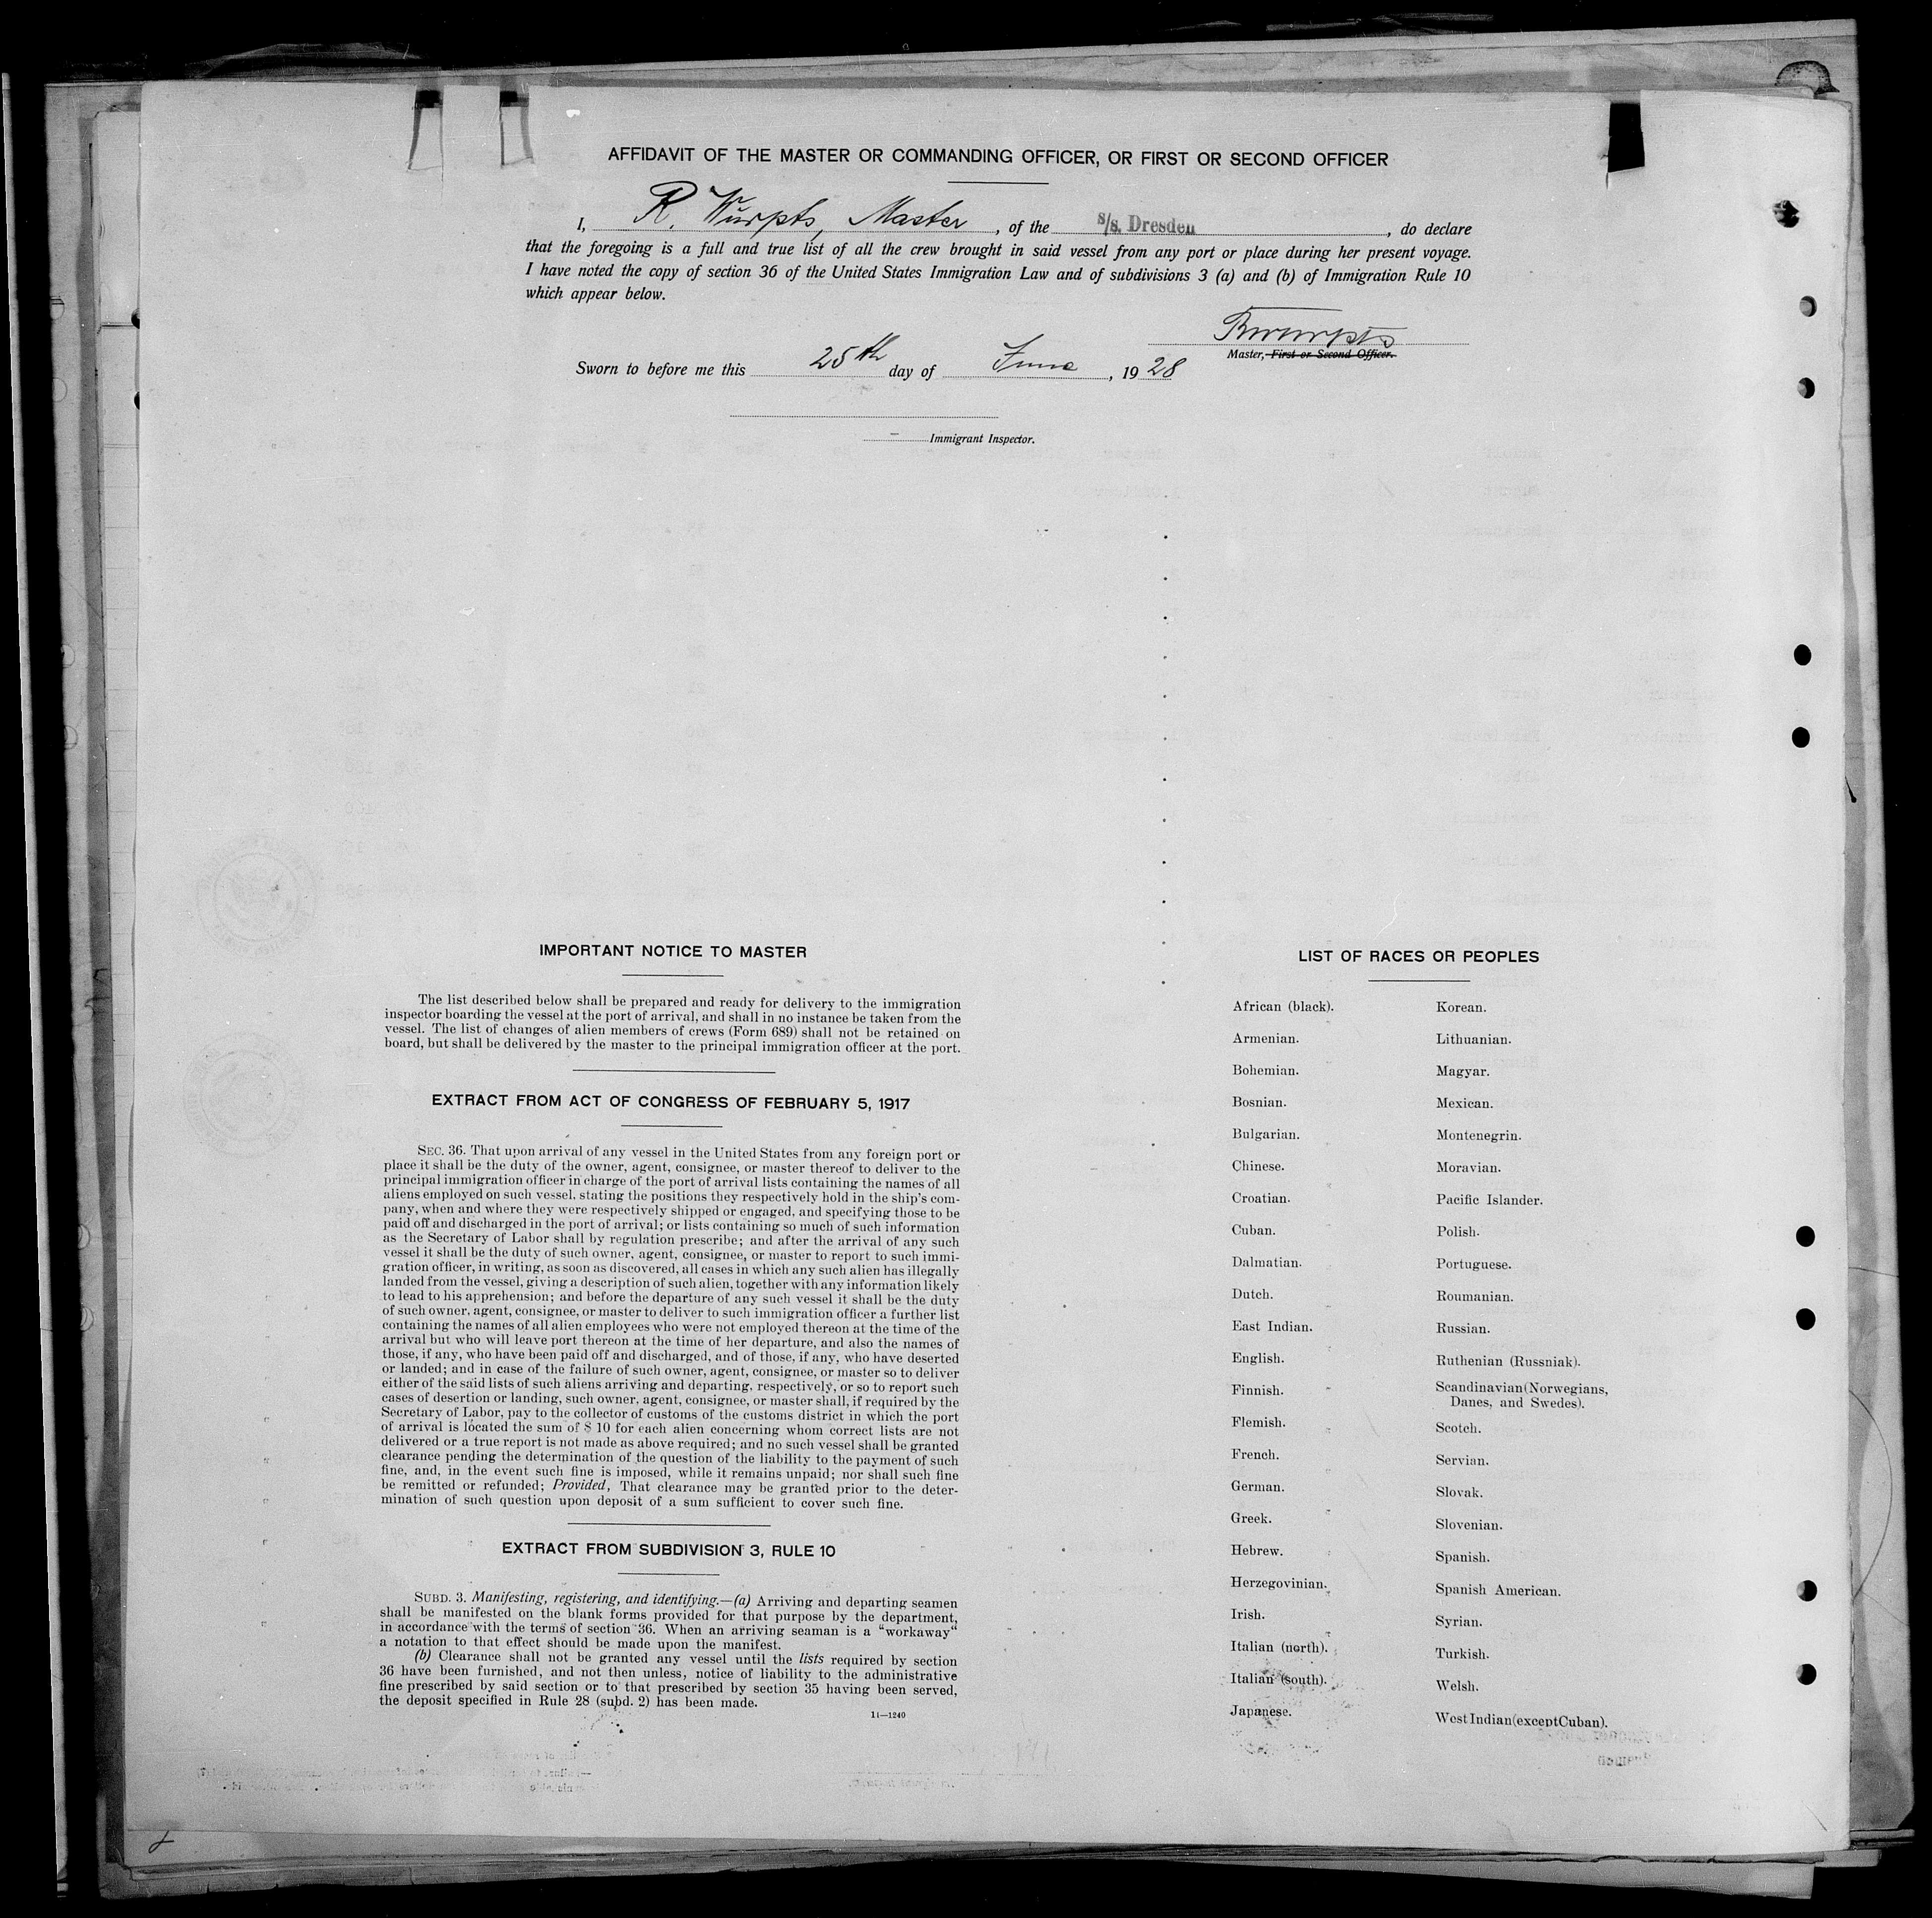 AFFIDAVIT OF THE MASTER OR COMMANDING OFFICER, OR FIRST OR SECOND OFFICER
I, R. Wŭrpts, Master, of the S/S. Dresden, do declare
that the foregoing is a full and true list of all the crew brought in said vessel from any port or place during her present voyage.
I have noted the copy of section 36 of the United States Immigration Law and of subdivisions 3 (a) and (b) of Immigration Rule 10
which appear below.
RWurpts
Master, First or Second Officer.
Sworn to before me this 25th day of June, 1928
Immigrant Inspector.
IMPORTANT NOTICE TO MASTER
The list described below shall be prepared and ready for delivery to the immigration
inspector boarding the vessel at the port of arrival, and shall in no instance be taken from the
vessel. The list of changes of alien members of crews (Form 689) shall not be retained on
board, but shall be delivered by the master to the principal immigration officer at the port.
EXTRACT FROM ACT OF CONGRESS OF FEBRUARY 5, 1917
SEC. 36. That upon arrival of any vessel in the United States from any foreign port or
place it shall be the duty of the owner, agent, consignee, or master thereof to deliver to the
principal immigration officer in charge of the port of arrival lists containing the names of all
aliens employed on such vessel, stating the positions they respectively hold in the ship's com-
pany, when and where they were respectively shipped or engaged, and specifying those to be
paid off and discharged in the port of arrival; or lists containing so much of such information
as the Secretary of Labor shall by regulation prescribe; and after the arrival of any such
vessel it shall be the duty of such owner, agent, consignee, or master to report to such immi-
gration officer, in writing, as soon as discovered, all cases in which any such alien has illegally
landed from the vessel, giving a description of such alien, together with any information likely
to lead to his apprehension; and before the departure of any such vessel it shall be the duty
of such owner, agent, consignee, or master to deliver to such immigration officer a further list
containing the names of all alien employees who were not employed thereon at the time of the
arrival but who will leave port thereon at the time of her departure, and also the names of
those, if any, who have been paid off and discharged, and of those, if any, who have deserted
or landed; and in case of the failure of such owner, agent, consignee, or master so to deliver
either of the said lists of such aliens arriving and departing, respectively, or so to report such
cases of desertion or landing, such owner, agent, consignee, or master shall, if required by the
Secretary of Labor, pay to the collector of customs of the customs district in which the port
of arrival is located the sum of $ 10 for each alien concerning whom correct lists are not
delivered or a true report is not made as above required; and no such vessel shall be granted
clearance pending the determination of the question of the liability to the payment of such
fine, and, in the event such fine is imposed, while it remains unpaid; nor shall such fine
be remitted or refunded; Provided, That clearance may be granted prior to the deter-
mination of such question upon deposit of a sum sufficient to cover such fine.
EXTRACT FROM SUBDIVISION 3, RULE 10
SUBD. 3. Manifesting, registering, and identifying.—(a) Arriving and departing seamen
shall be manifested on the blank forms provided for that purpose by the department,
in accordance with the terms of section 36. When an arriving seaman is a “workaway“
a notation to that effect should be made upon the manifest.
(b) Clearance shall not be granted any vessel until the lists required by section
36 have been furnished, and not then unless, notice of liability to the administrative
fine prescribed by said section or to that prescribed by section 35 having been served,
the deposit specified in Rule 28 (subd. 2) has been made.
11—1240
LIST OF RACES OR PEOPLES
African (black).
Armenian.
Bohemian.
Bosnian.
Bulgarian.
Chinese.
Croatian.
Cuban.
Dalmatian.
Dutch.
East Indian.
English.
Finnish.
Flemish.
French.
German.
Greek.
Hebrew.
Herzegovinian.
Irish.
Italian (north).
Italian (south).
Japanese.
Korean.
Lithuanian.
Magyar.
Mexican.
Montenegrin.
Moravian.
Pacific Islander.
Polish.
Portuguese.
Roumanian.
Russian.
Ruthenian (Russniak).
Scandinavian (Norwegians,
Danes, and Swedes).
Scotch.
Servian.
Slovak.
Slovenian.
Spanish.
Spanish American.
Syrian.
Turkish.
Welsh.
West Indian (except Cuban).